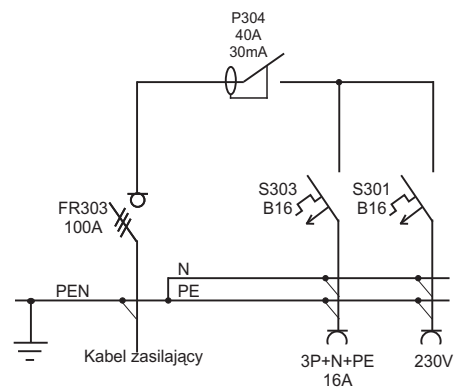 P304
40A
30mA
FR303
100A
S303
B16
S301
B16
N
PEN
PE
Kabel zasilający
3P+N+PE
16A
230V